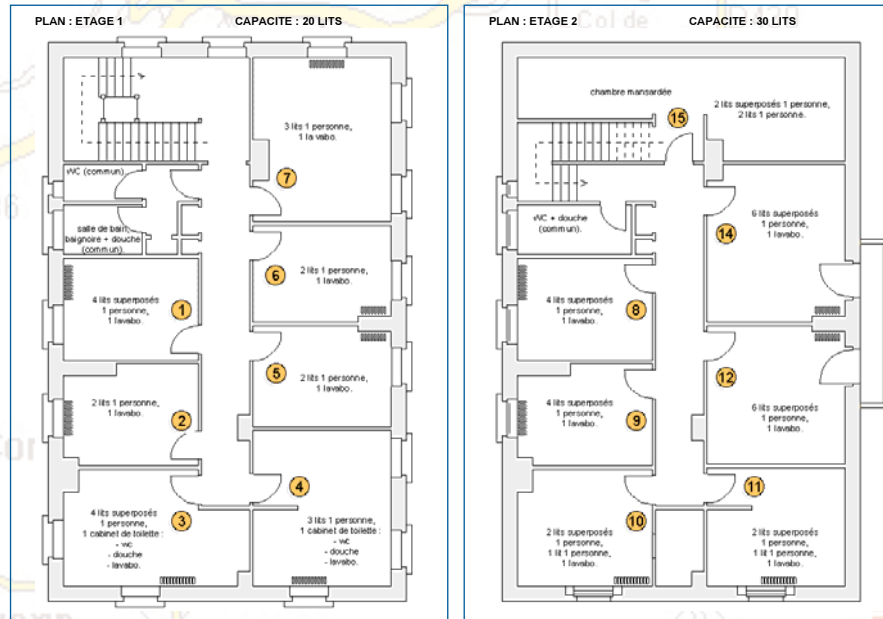 PLAN : ETAGE 1
CAPACITE : 20 LITS
3 lits 1 personne,
1 la vabo.
7
WC (commun).
salle de bain,
baignoire + douche
(commun).
6
2 lits 1 personne,
1 lavabo.
4 lits superposés
1 personne,
1 lavabo.
1
5
2 lits 1 personne,
1 lavabo.
2 lits 1 personne,
1 lavabo.
2
4
3
4 lits superposés
1 personne,
1 cabinet de toilette :
- wc
- douche
- lavabo.
3 lits 1 personne,
1 cabinet de toilette :
- wc
- douche
- lavabo.
PLAN : ETAGE 2
CAPACITE : 30 LITS
Col de
chambre mansardée
15
2 lits superposés 1 personne,
2 lits 1 personne.
WC + douche
(commun).
6 lits superposés
1 personne,
1 lavabo.
14
4 lits superposés
1 personne,
1 lavabo.
8
12
4 lits superposés
1 personne,
1 lavabo.
9
6 lits superposés
1 personne,
1 lavabo.
11
10
2 lits superposés
1 personne,
1 lit 1 personne,
1 lavabo.
2 lits superposés
1 personne,
1 lit 1 personne,
1 lavabo.